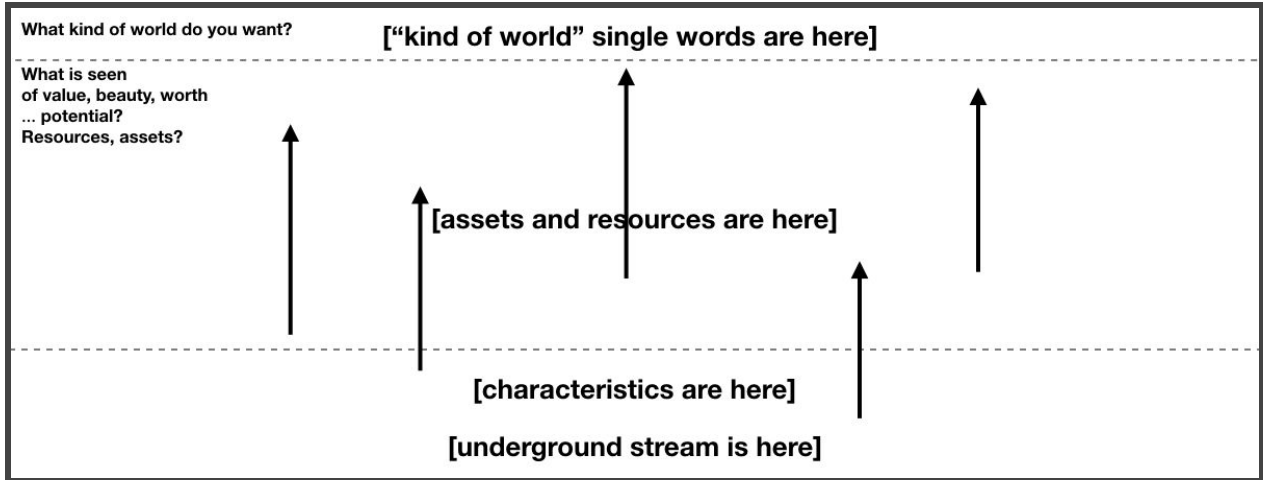 What kind of world do you want?
[“kind of world” single words are here]
What is seen
of value, beauty, worth
... potential?
Resources, assets?
[assets and resources are here]
[characteristics are here]
[underground stream is here]